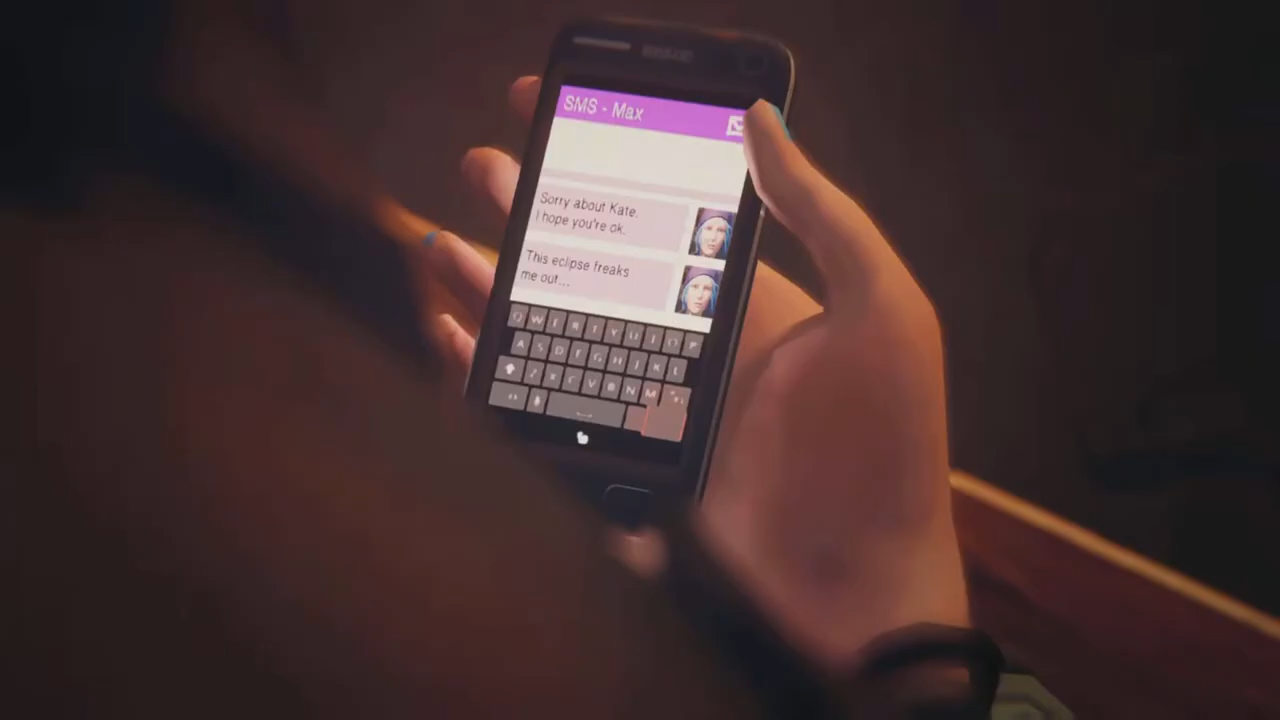 SMS - Max
Sorry about Kate.
I hope you're ok.
This eclipse freaks
me out...